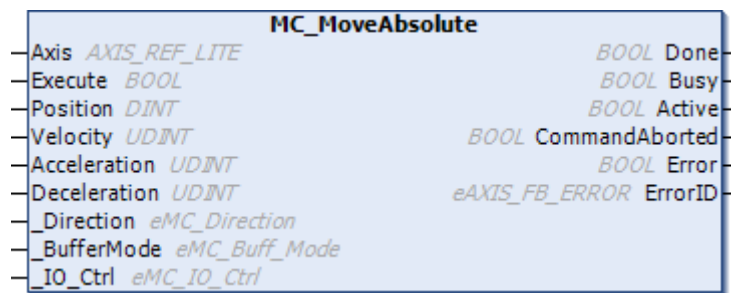 MC_MoveAbsolute
Axis AXIS_REF_LITE BOOL Done
Execute BOOL BOOL Busy
Position DINT BOOL Active
Velocity UDINT BOOL CommandAborted
Acceleration UDINT BOOL Error
Deceleration UDINT eAXIS_FB_ERROR ErrorID
_Direction eMC_Direction
_BufferMode eMC_Buff_Mode
_IO_Ctrl eMC_IO_Ctrl